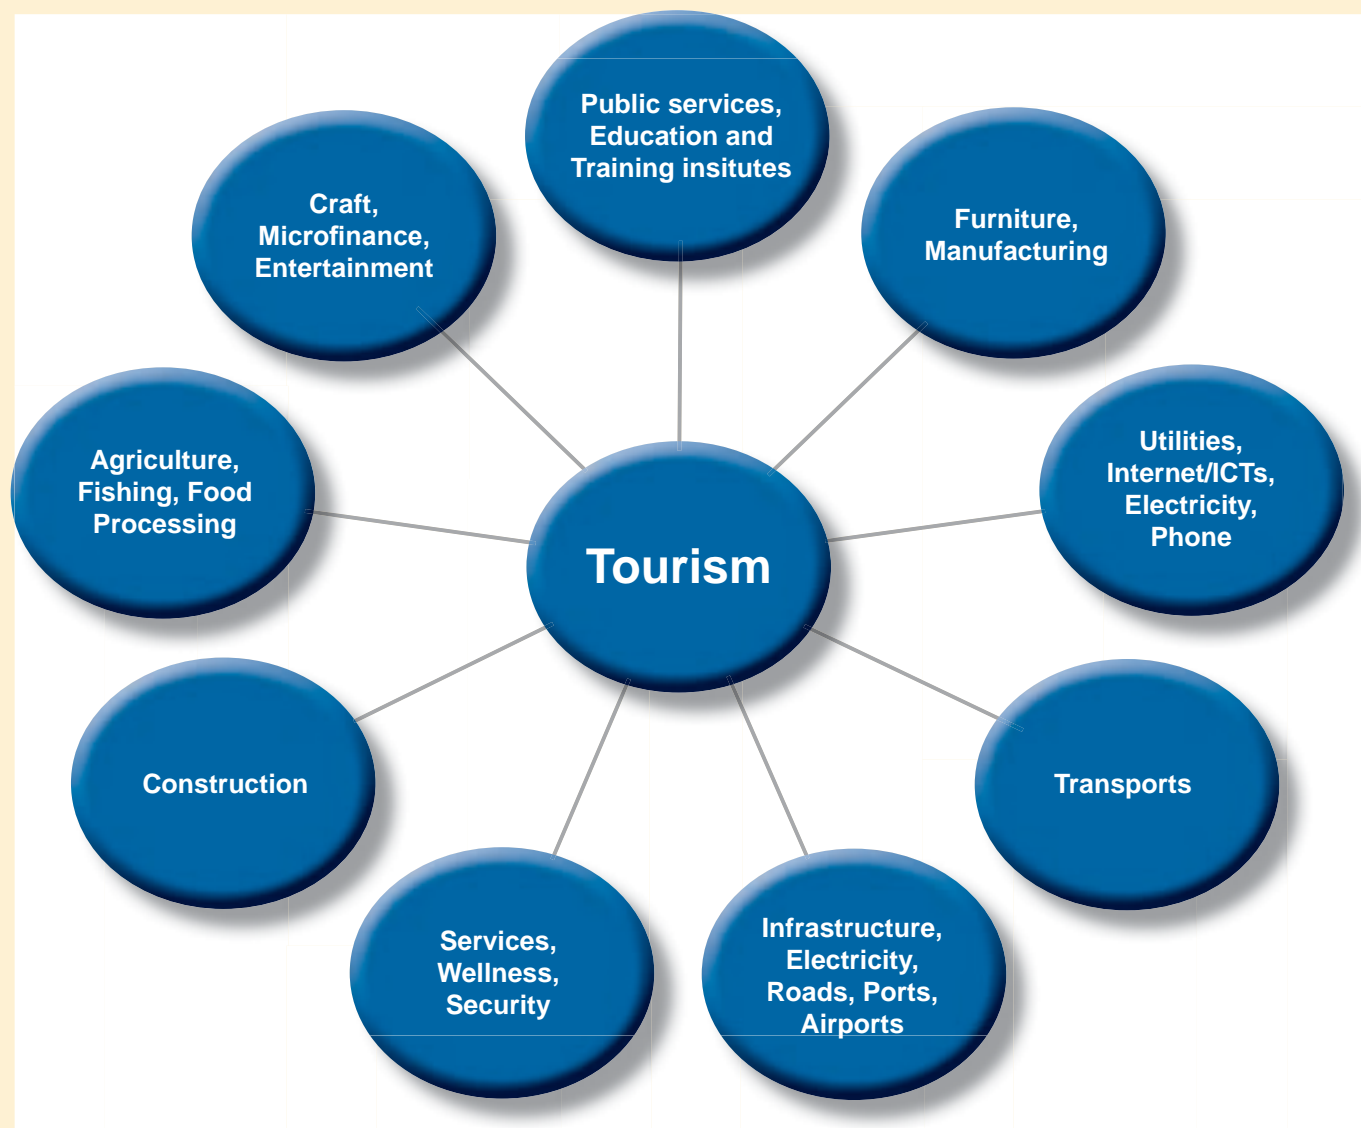 Public services,
Education and
Training insitutes
Craft,
Microfinance,
Entertainment
Furniture,
Manufacturing
Agriculture,
Fishing, Food
Processing
Utilities,
Internet/ICTs,
Electricity,
Phone
Tourism
Construction
Transports
Services,
Wellness,
Security
Infrastructure,
Electricity,
Roads, Ports,
Airports